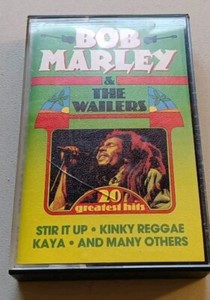 BOB
MARLEY
&
THE
WAILERS
20
greatest hits
STIR IT UP • KINKY REGGAE
KAYA • AND MANY OTHERS